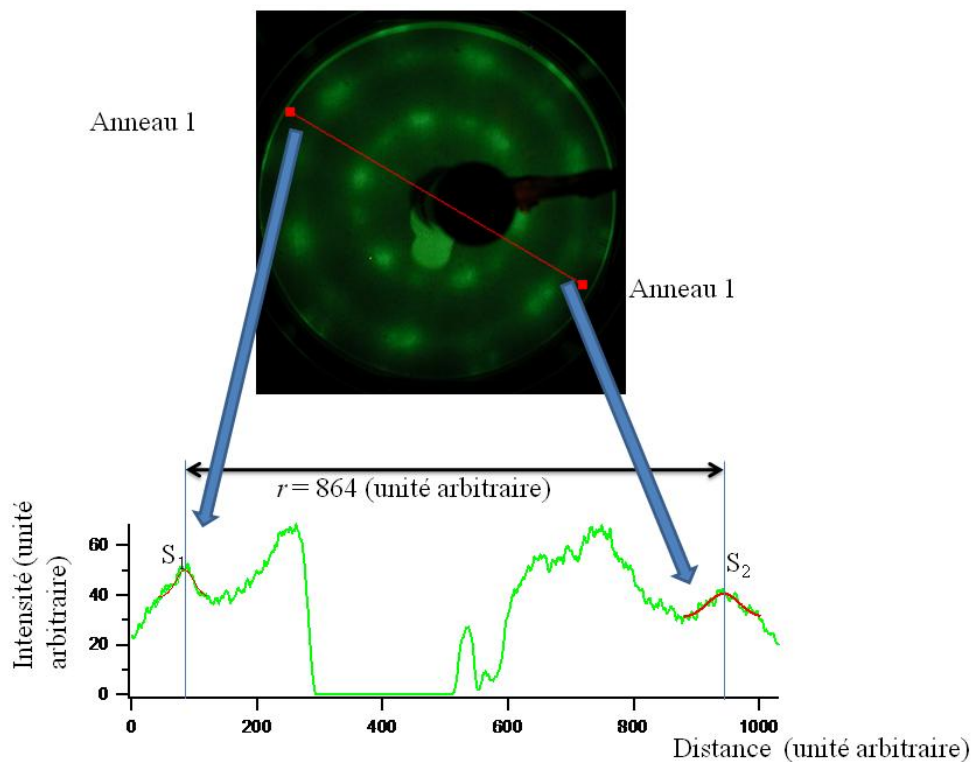 Anneau 1
Anneau 1
r = 864 (unité arbitraire)
Intensité (unité
arbitraire)
S1
S2
60
40
20
0
0
200
400
600
800
1000
Distance (unité arbitraire)